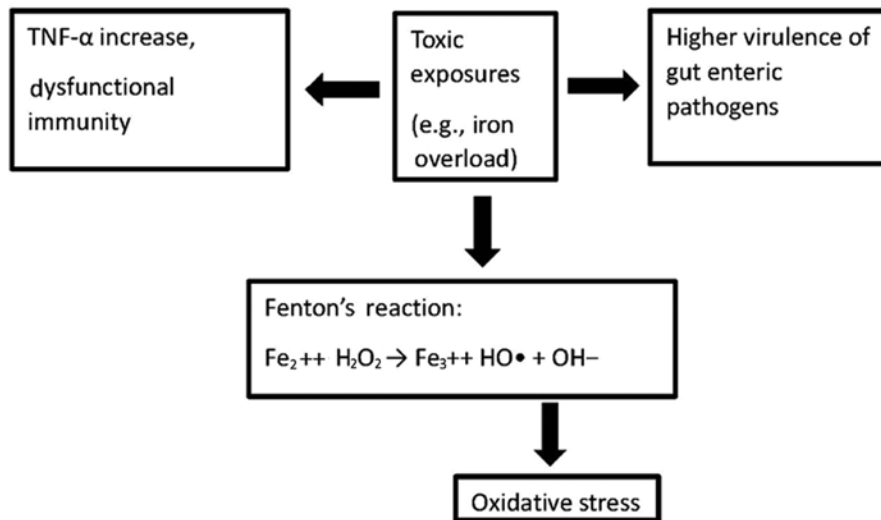 TNF-α increase,
dysfunctional
immunity
Toxic
exposures
(e.g., iron
overload)
Higher virulence of
gut enteric
pathogens
Fenton's reaction:
Fe₂++ H₂O₂ → Fe₃++ HO• + OH−
Oxidative stress